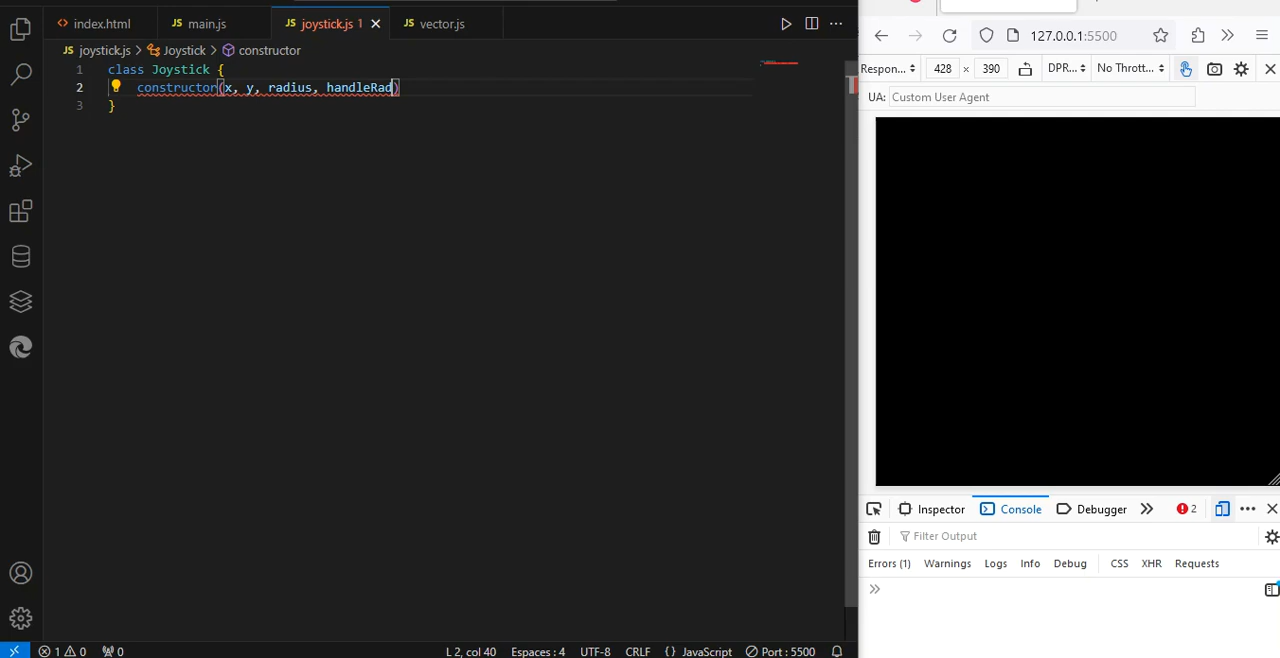 index.html
JS main.js
JS joystick.js 1
JS vector.js
JS joystick.js > Joystick > constructor
1 class Joystick {
2 constructor(x, y, radius, handleRad)
3 }
1 0 0
L 2, col 40 Espaces : 4 UTF-8 CRLF {} JavaScript Port : 5500
127.0.0.1:5500
Respon... 428 × 390 DPR... No Thrott...
UA: Custom User Agent
Inspector Console Debugger 2
Filter Output
Errors (1) Warnings Logs Info Debug CSS XHR Requests